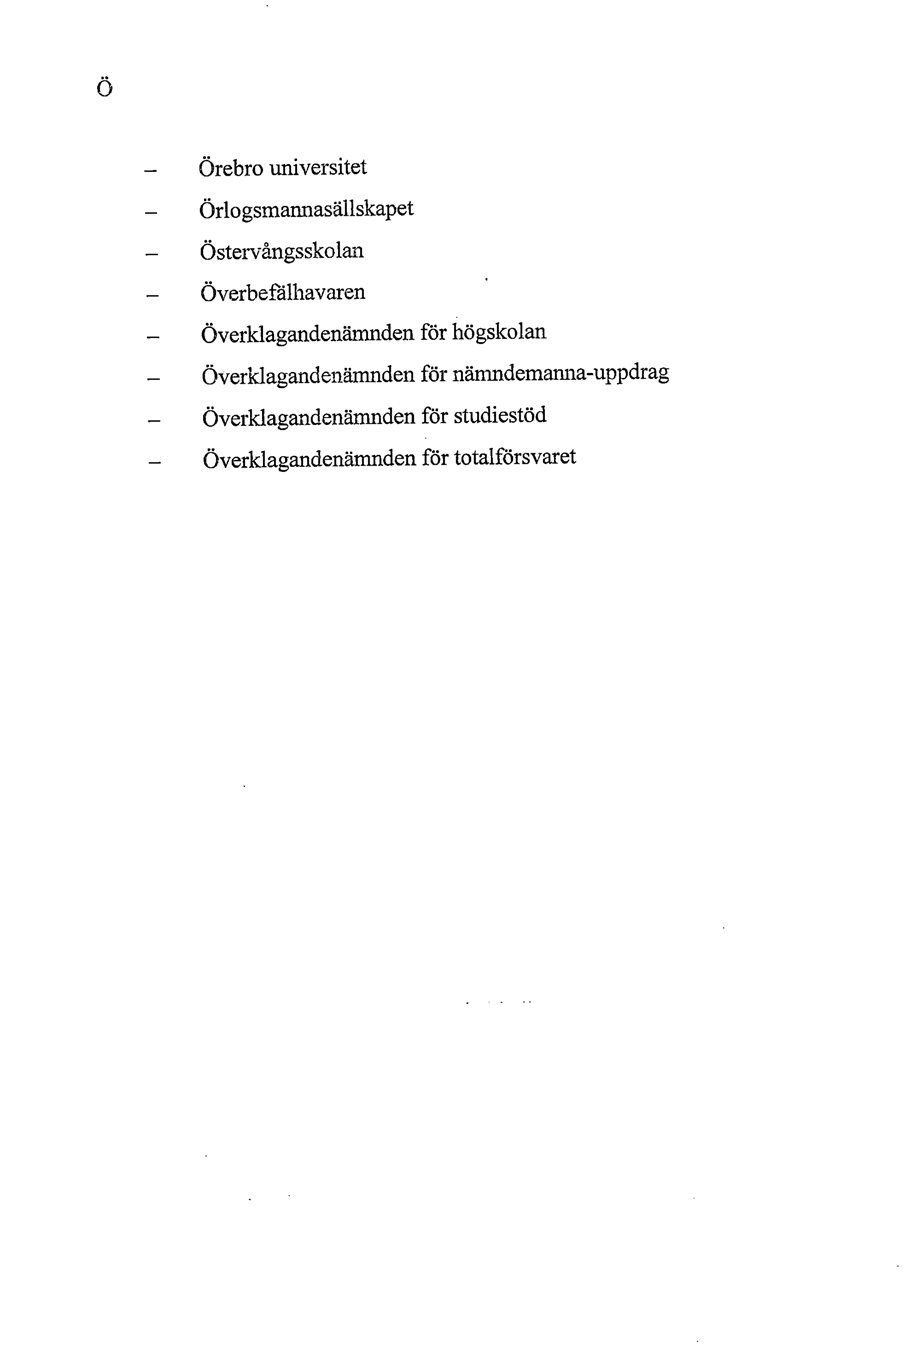 Ö
– Örebro universitet
– Örlogsmannasällskapet
– Östervångsskolan
– Överbefälhavaren
– Överklagandenämnden för högskolan
– Överklagandenämnden för nämndemanna-uppdrag
– Överklagandenämnden för studiestöd
– Överklagandenämnden för totalförsvaret